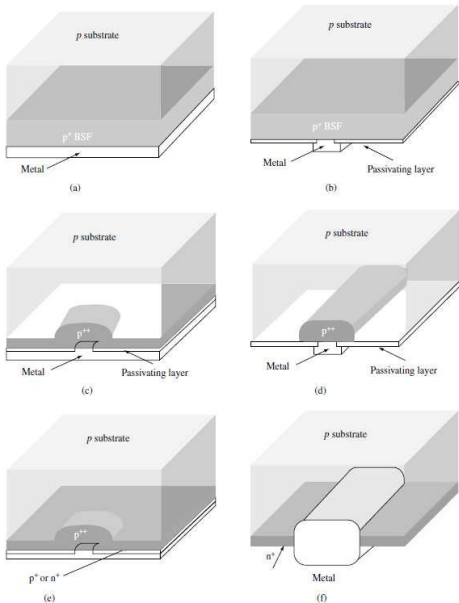 p substrate
p⁺ BSF
Metal
(a)
p substrate
p⁺ BSF
Metal
Passivating layer
(b)
p substrate
p⁺⁺
Metal
Passivating layer
(c)
p substrate
p⁺⁺
Metal
Passivating layer
(d)
p substrate
p⁺⁺
p⁺ or n⁺
(e)
p substrate
n⁺
Metal
(f)